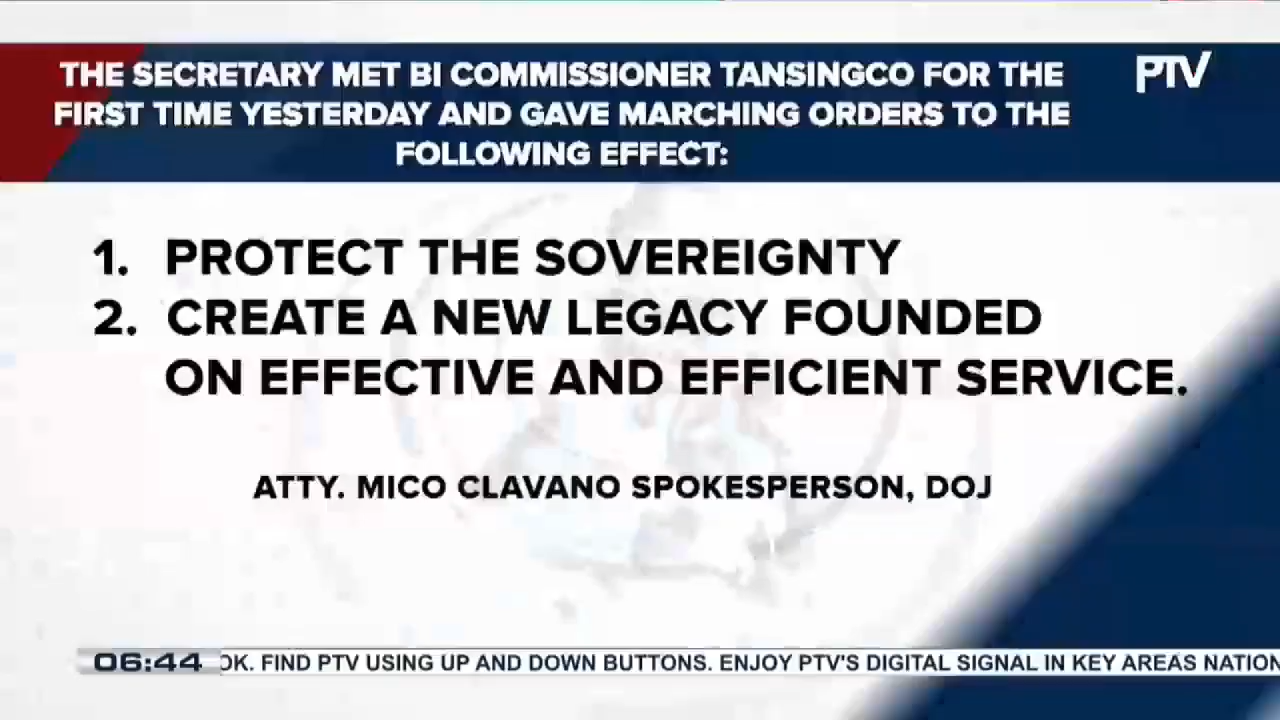 THE SECRETARY MET BI COMMISSIONER TANSINGCO FOR THE
PTV
FIRST TIME YESTERDAY AND GAVE MARCHING ORDERS TO THE
FOLLOWING EFFECT:
1. PROTECT THE SOVEREIGNTY
2. CREATE A NEW LEGACY FOUNDED
ON EFFECTIVE AND EFFICIENT SERVICE.
ATTY. MICO CLAVANO SPOKESPERSON, DOJ
06:44 OK. FIND PTV USING UP AND DOWN BUTTONS. ENJOY PTV'S DIGITAL SIGNAL IN KEY AREAS NATION